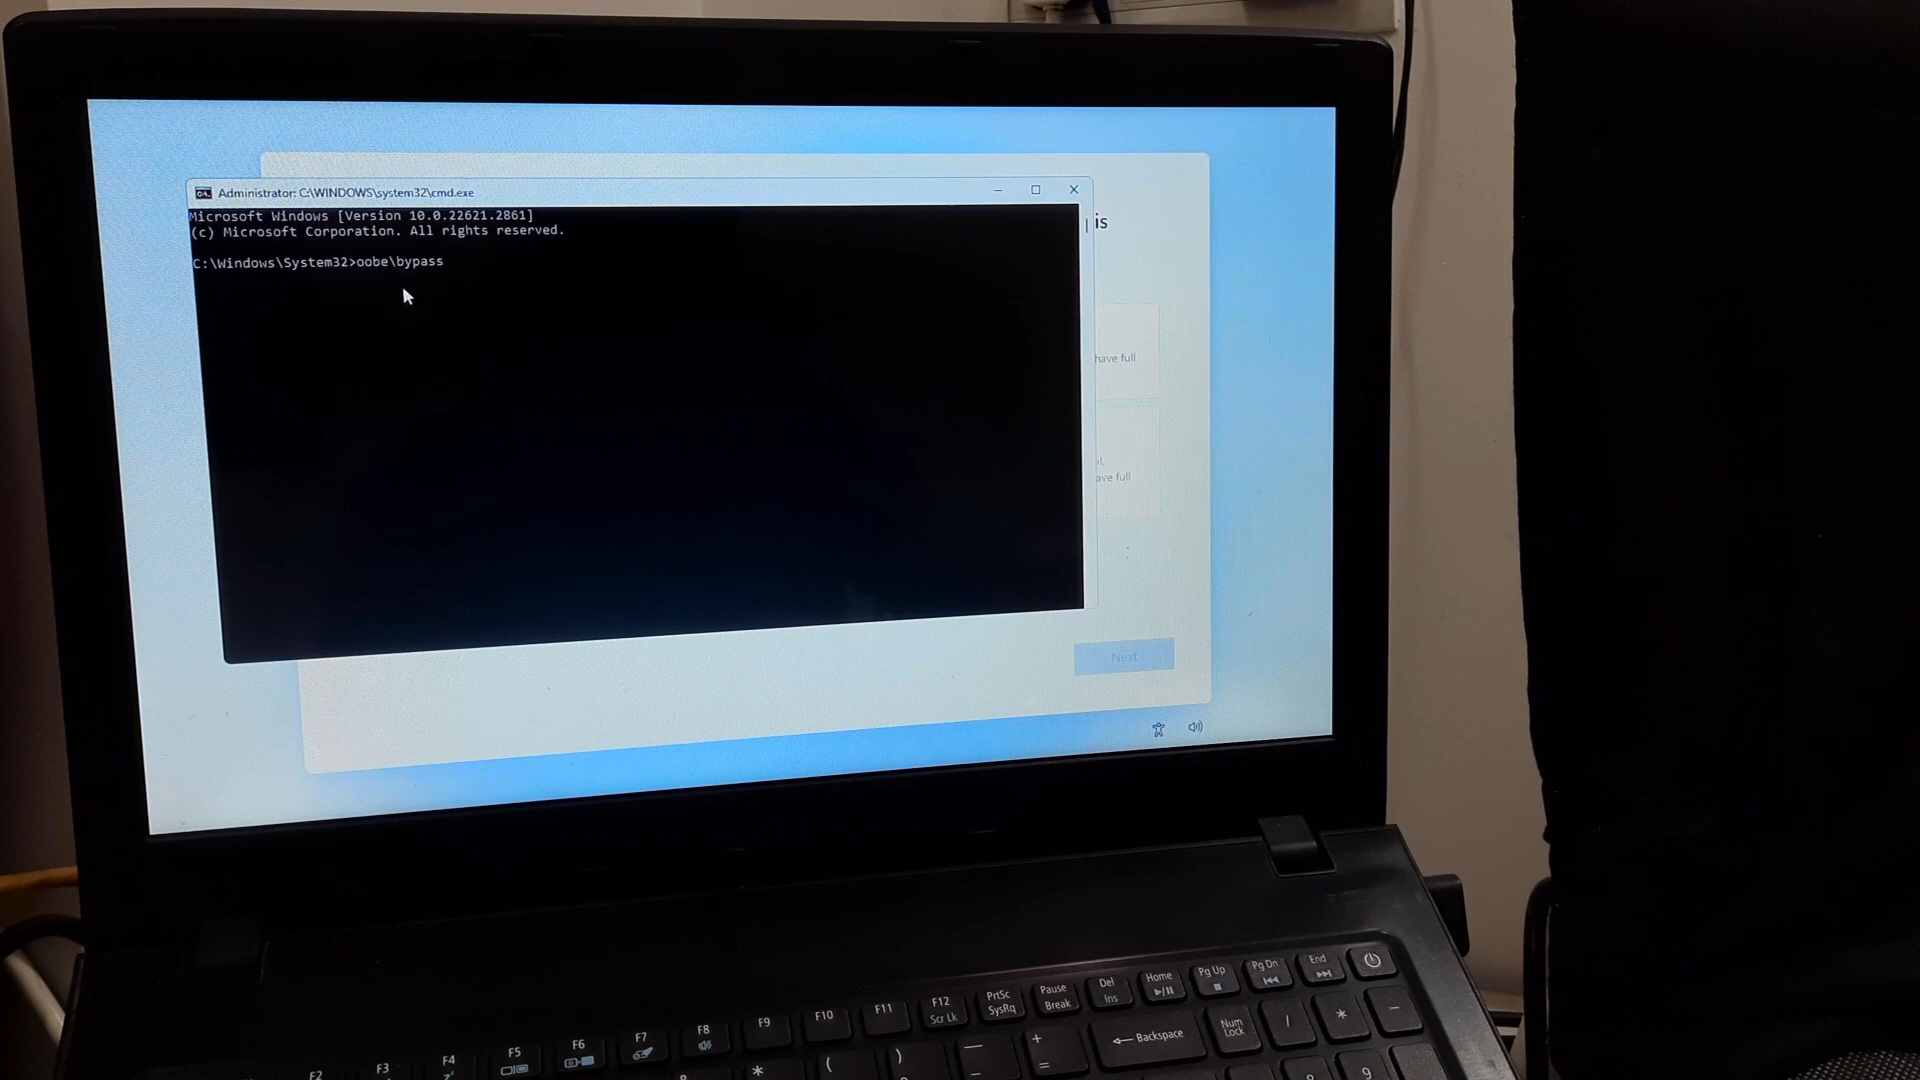 Administrator: C:\WINDOWS\system32\cmd.exe
Microsoft Windows [Version 10.0.22621.2861]
(c) Microsoft Corporation. All rights reserved.
C:\Windows\System32>oobe\bypass
is
have full
il,
ave full
Next
F2
F3
F4
F5
F6
F7
F8
F9
F10
F11
F12
Scr Lk
PrtSc
SysRq
Pause
Break
Del
Ins
Home
Pg Up
Pg Dn
End
* ( ) — _ + =
Backspace
Num
Lock
/ * -
9